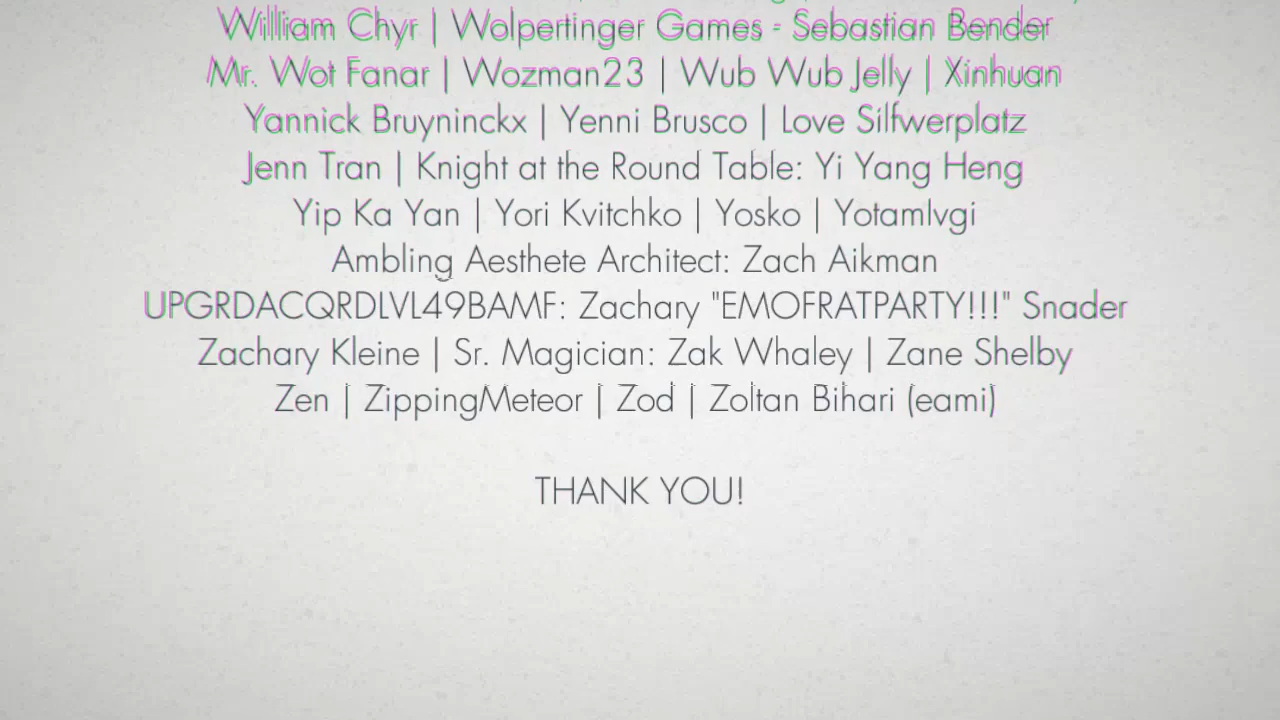 William Chyr | Wolpertinger Games - Sebastian Bender
Mr. Wot Fanar | Wozman23 | Wub Wub Jelly | Xinhuan
Yannick Bruyninckx | Yenni Brusco | Love Silfwerplatz
Jenn Tran | Knight at the Round Table: Yi Yang Heng
Yip Ka Yan | Yori Kvitchko | Yosko | YotamIvgi
Ambling Aesthete Architect: Zach Aikman
UPGRDACQRDLVL49BAMF: Zachary "EMOFRATPARTY!!!" Snader
Zachary Kleine | Sr. Magician: Zak Whaley | Zane Shelby
Zen | ZippingMeteor | Zod | Zoltan Bihari (eami)
THANK YOU!